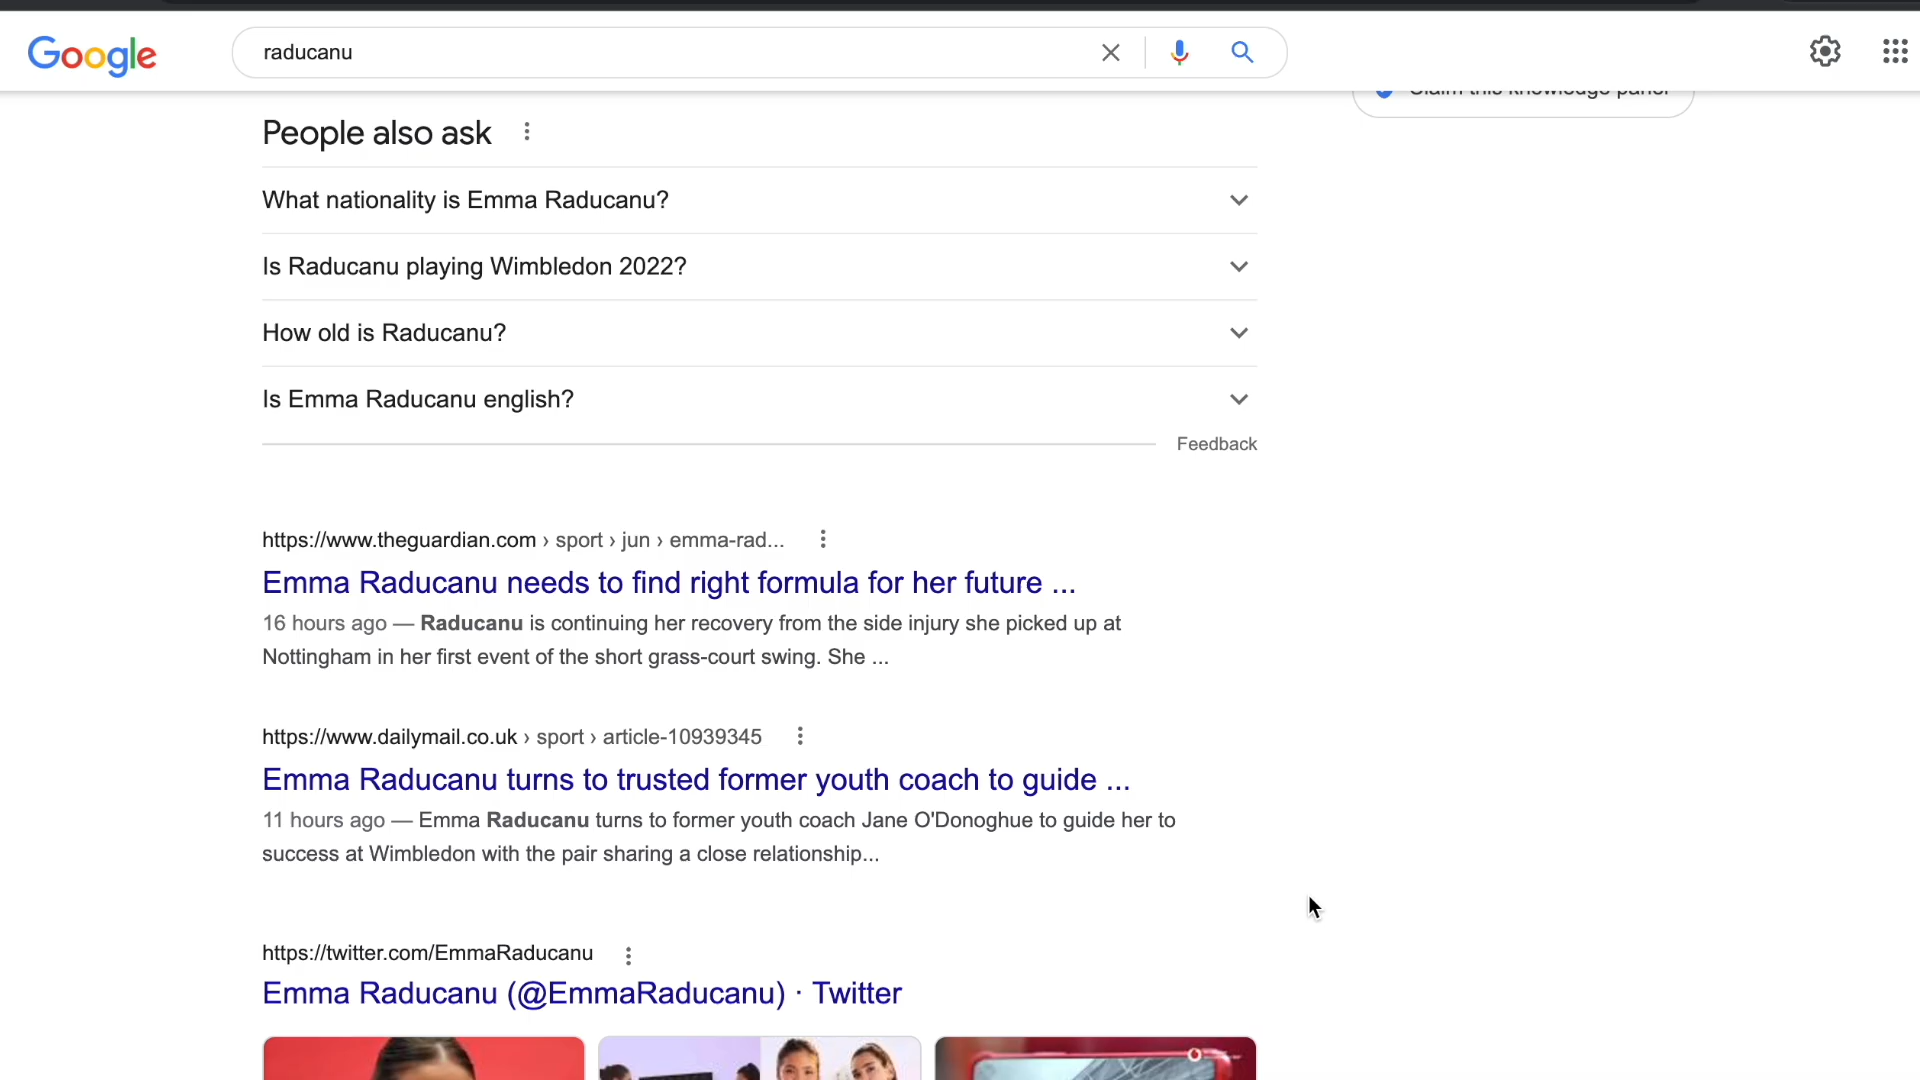 Google
raducanu
Claim this knowledge panel
People also ask
What nationality is Emma Raducanu?
Is Raducanu playing Wimbledon 2022?
How old is Raducanu?
Is Emma Raducanu english?
Feedback
https://www.theguardian.com › sport › jun › emma-rad...
Emma Raducanu needs to find right formula for her future ...
16 hours ago — Raducanu is continuing her recovery from the side injury she picked up at
Nottingham in her first event of the short grass-court swing. She ...
https://www.dailymail.co.uk › sport › article-10939345
Emma Raducanu turns to trusted former youth coach to guide ...
11 hours ago — Emma Raducanu turns to former youth coach Jane O'Donoghue to guide her to
success at Wimbledon with the pair sharing a close relationship...
https://twitter.com/EmmaRaducanu
Emma Raducanu (@EmmaRaducanu) · Twitter